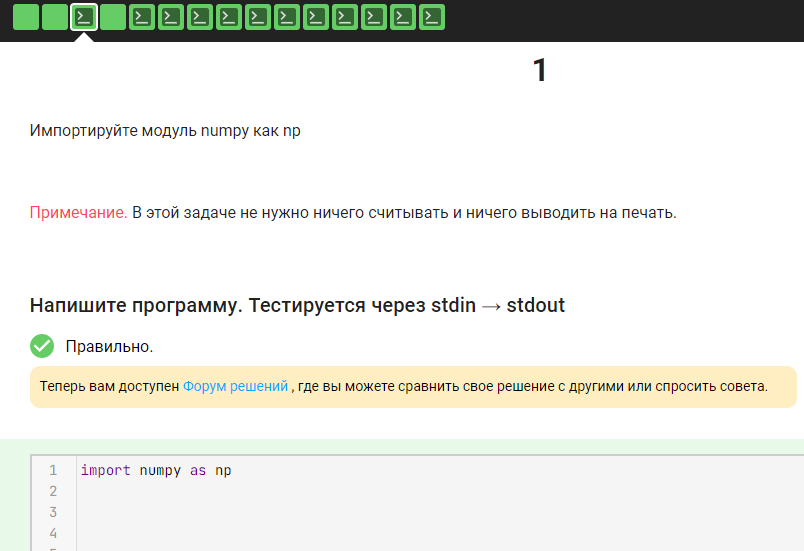 1
Импортируйте модуль numpy как np
Примечание. В этой задаче не нужно ничего считывать и ничего выводить на печать.
Напишите программу. Тестируется через stdin → stdout
Правильно.
Теперь вам доступен Форум решений , где вы можете сравнить свое решение с другими или спросить совета.
1 import numpy as np
2
3
4